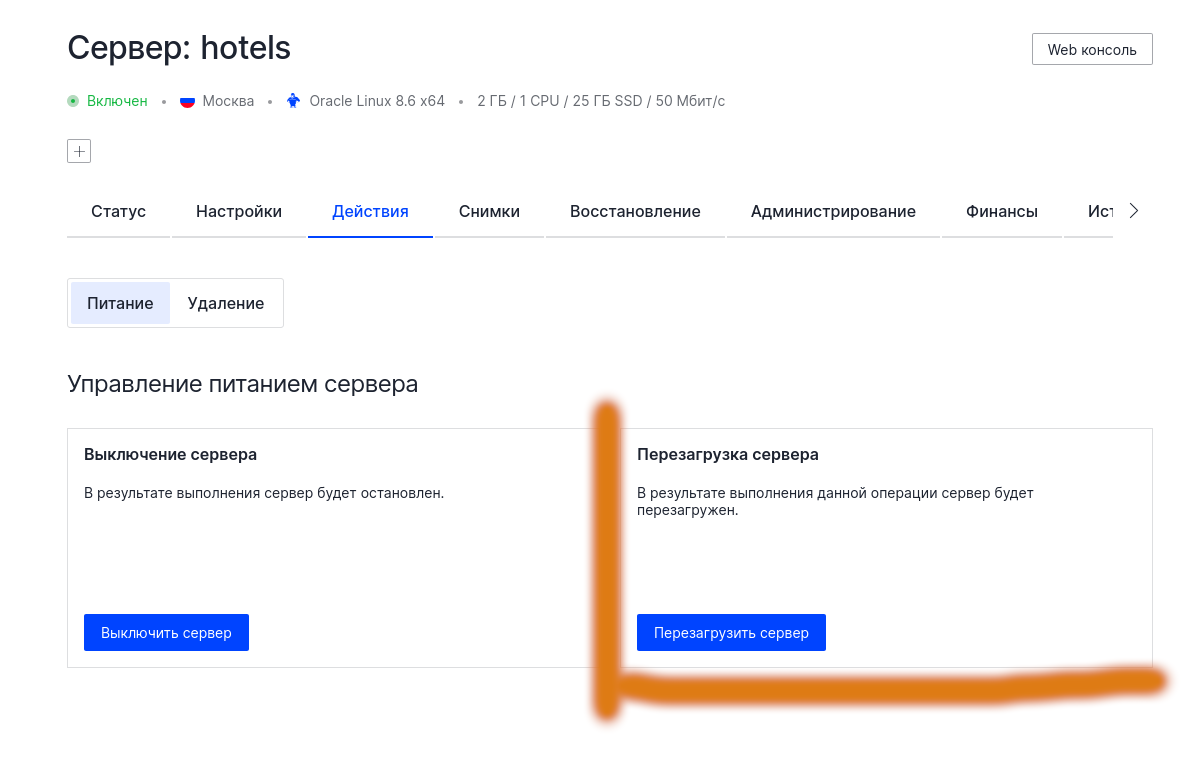 Сервер: hotels
Web консоль
Включен • Москва • Oracle Linux 8.6 x64 • 2 ГБ / 1 CPU / 25 ГБ SSD / 50 Мбит/с
Статус Настройки Действия Снимки Восстановление Администрирование Финансы Ист
Питание Удаление
Управление питанием сервера
Выключение сервера
В результате выполнения сервер будет остановлен.
Выключить сервер
Перезагрузка сервера
В результате выполнения данной операции сервер будет
перезагружен.
Перезагрузить сервер